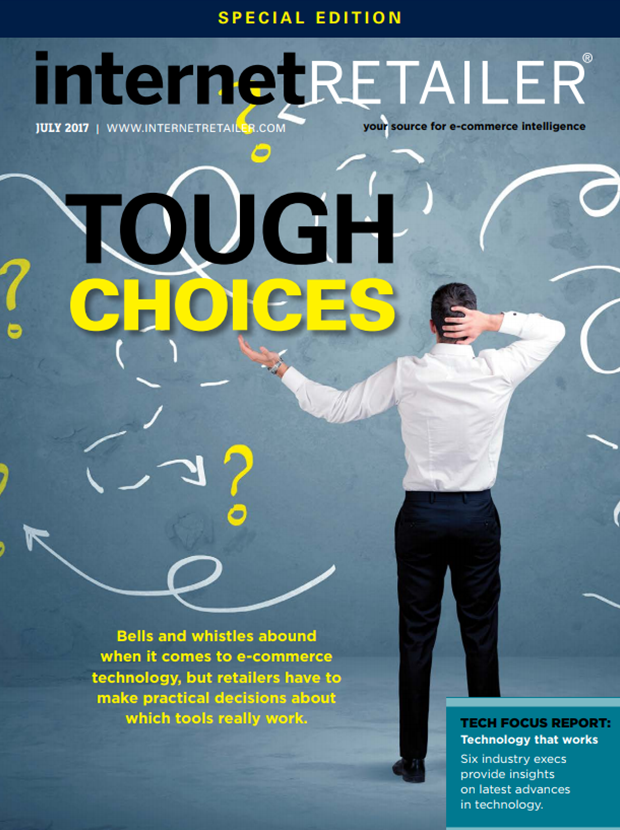 SPECIAL EDITION
internetRETAILER®
JULY 2017 | WWW.INTERNETRETAILER.COM
your source for e-commerce intelligence
TOUGH
CHOICES
?
?
?
?
Bells and whistles abound
when it comes to e-commerce
technology, but retailers have to
make practical decisions about
which tools really work.
TECH FOCUS REPORT:
Technology that works
Six industry execs
provide insights
on latest advances
in technology.